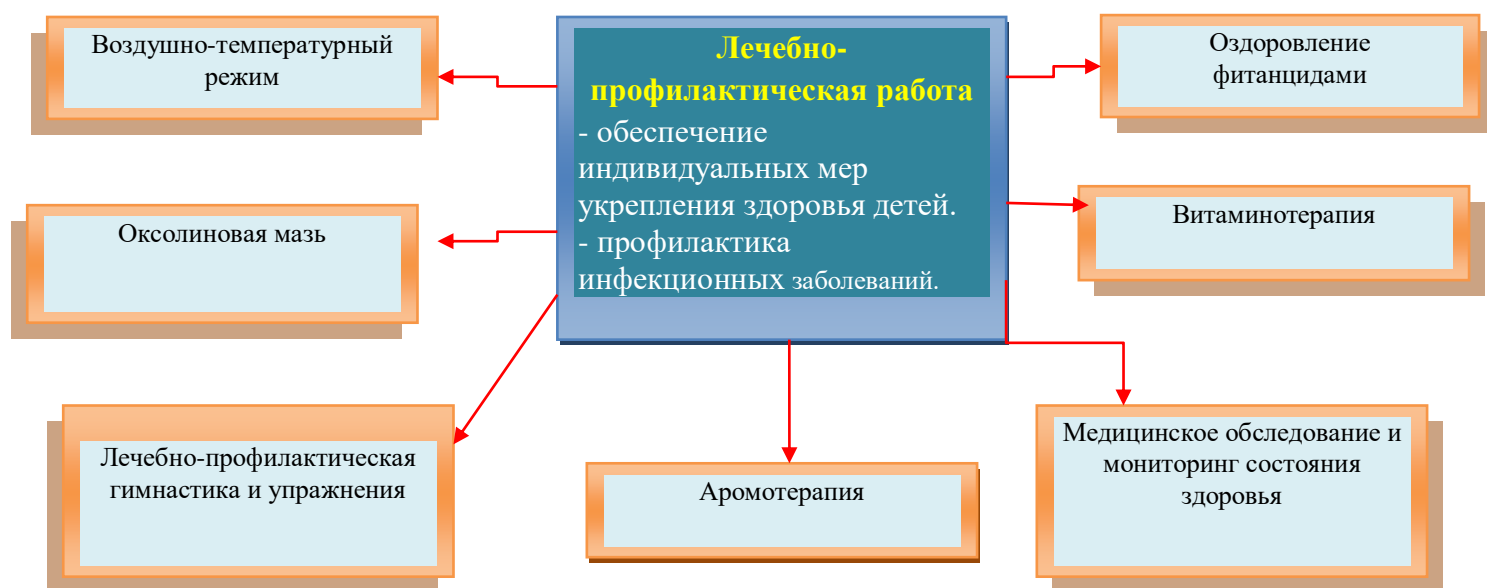 Воздушно-температурный
режим
Лечебно-
профилактическая работа
- обеспечение
индивидуальных мер
укрепления здоровья детей.
- профилактика
инфекционных заболеваний.
Оздоровление
фитанцидами
Оксолиновая мазь
Витаминотерапия
Лечебно-профилактическая
гимнастика и упражнения
Аромотерапия
Медицинское обследование и
мониторинг состояния
здоровья